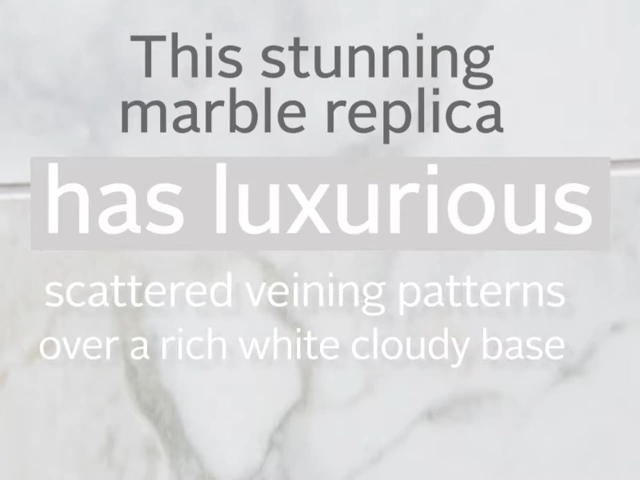 This stunning
marble replica
has luxurious
scattered veining patterns
over a rich white cloudy base